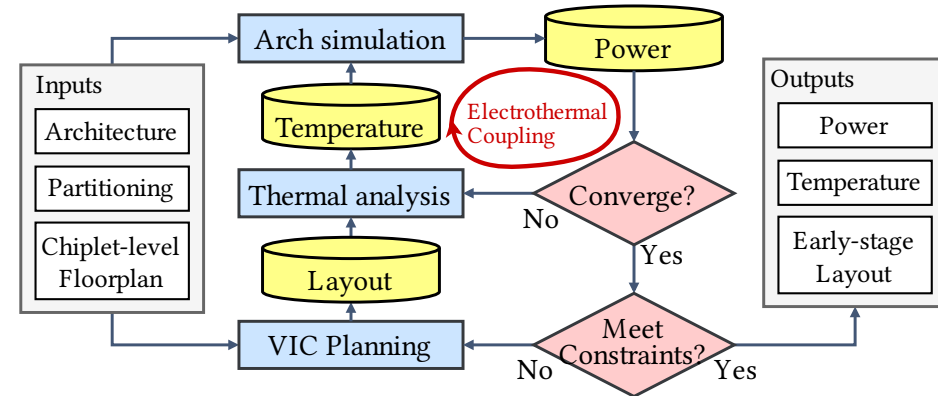 Inputs
Architecture
Partitioning
Chiplet-level
Floorplan
Arch simulation
Temperature
Thermal analysis
Layout
VIC Planning
Electrothermal
Coupling
Power
Converge?
No
Yes
Meet
Constraints?
No
Yes
Outputs
Power
Temperature
Early-stage
Layout